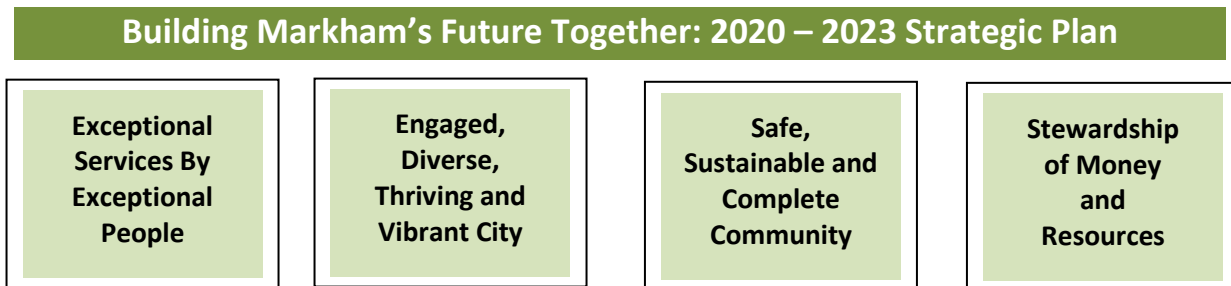 Building Markham’s Future Together: 2020 – 2023 Strategic Plan
Exceptional
Services By
Exceptional
People
Engaged,
Diverse,
Thriving and
Vibrant City
Safe,
Sustainable and
Complete
Community
Stewardship
of Money
and
Resources